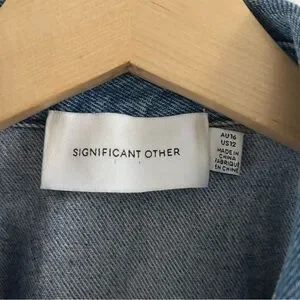 SIGNIFICANT OTHER
AU16
US12
MADE IN
CHINA
FABRIQUÉ
EN CHINE